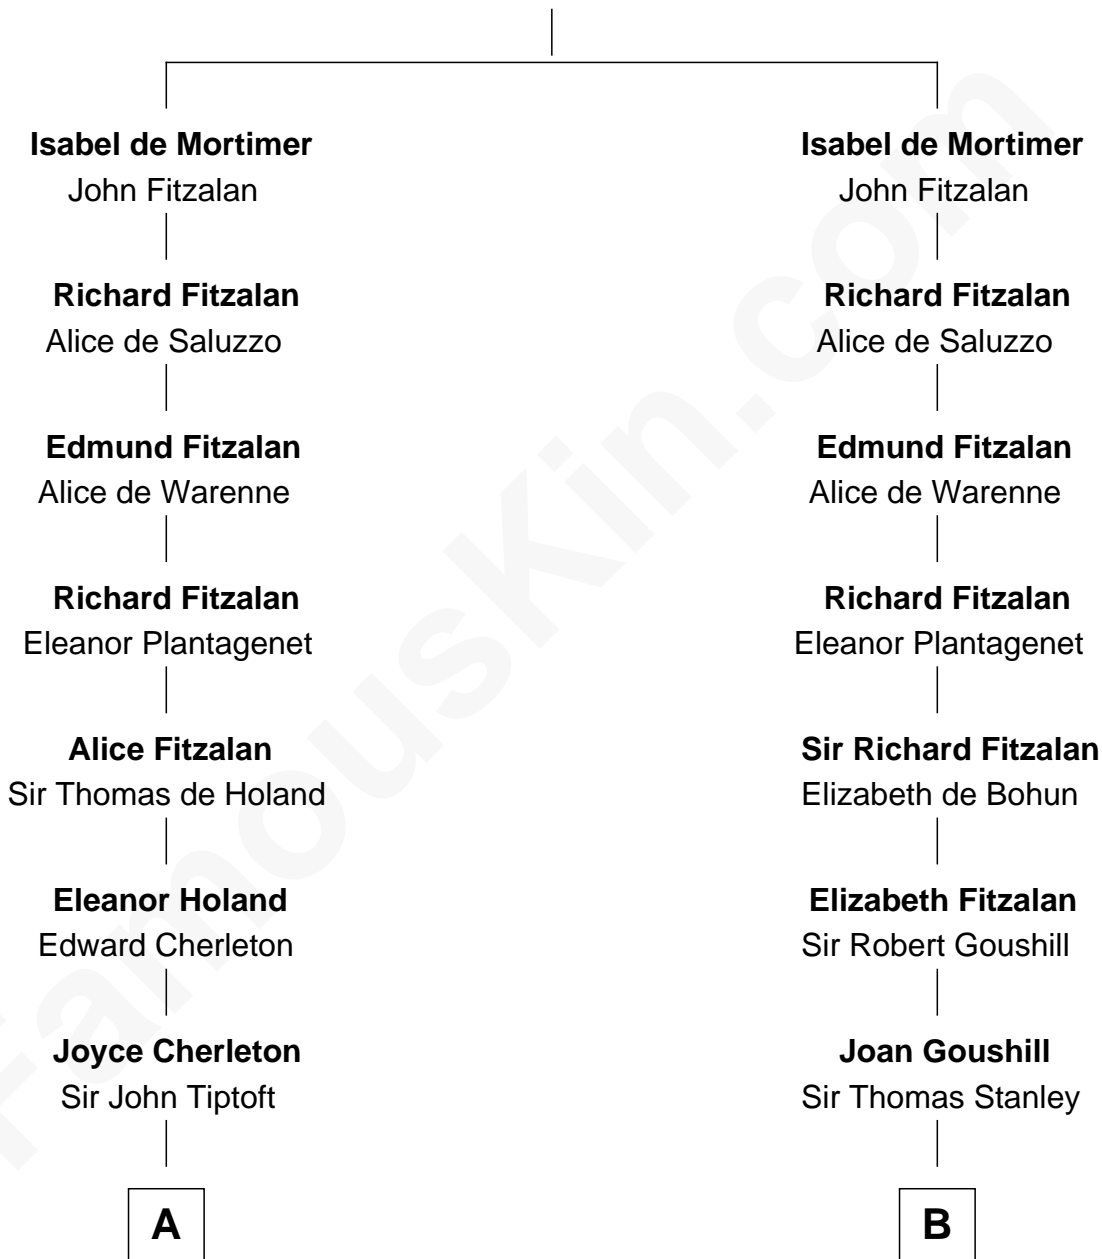 Isabel de Mortimer
John Fitzalan
Richard Fitzalan
Alice de Saluzzo
Edmund Fitzalan
Alice de Warenne
Richard Fitzalan
Eleanor Plantagenet
Alice Fitzalan
Sir Thomas de Holand
Eleanor Holand
Edward Cherleton
Joyce Cherleton
Sir John Tiptoft
A
Isabel de Mortimer
John Fitzalan
Richard Fitzalan
Alice de Saluzzo
Edmund Fitzalan
Alice de Warenne
Richard Fitzalan
Eleanor Plantagenet
Sir Richard Fitzalan
Elizabeth de Bohun
Elizabeth Fitzalan
Sir Robert Goushill
Joan Goushill
Sir Thomas Stanley
B
FamousKin.com